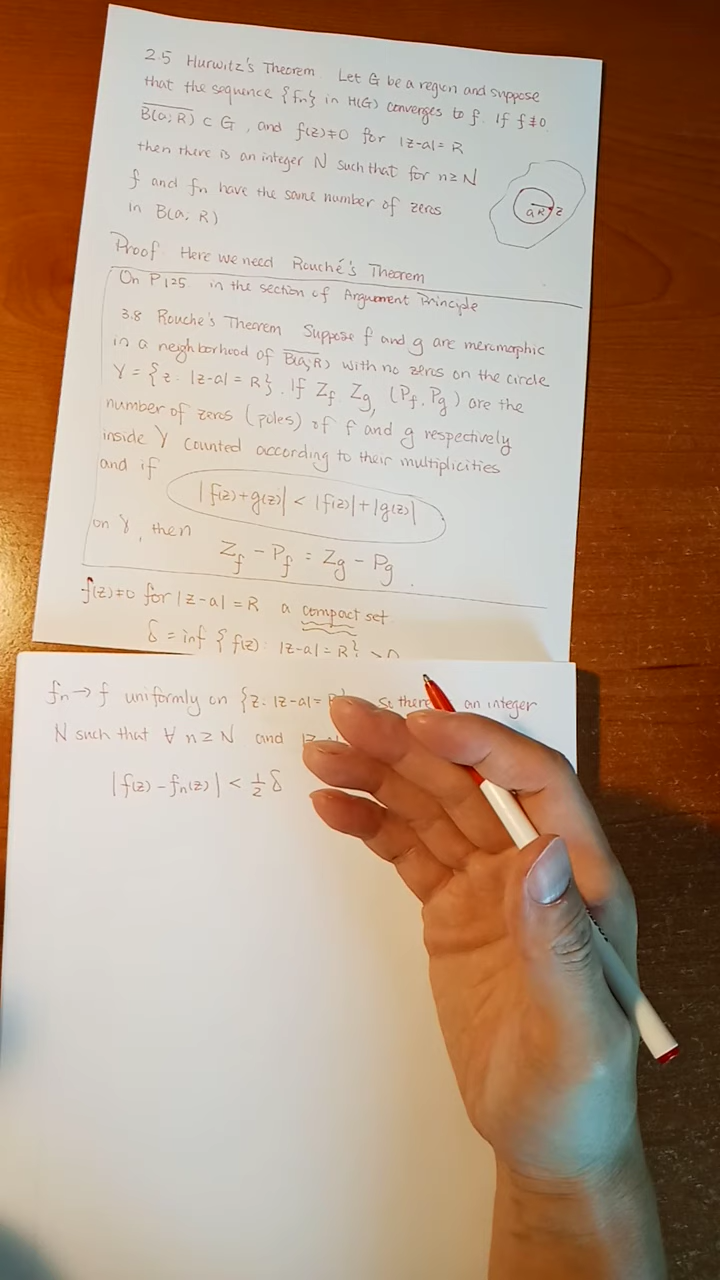 2.5 Hurwitz's Theorem. Let G be a region and suppose
that the sequence {fn} in H(G) converges to f. If f≢0,
B̅(̅a̅;̅ ̅R̅)̅ ⊂ G, and f(z)≠0 for |z-a|=R
then there is an integer N such that for n≥N
f and fn have the same number of zeros
in B(a; R)
a R z
Proof. Here we need Rouché's Theorem
On P125 in the section of Argument Principle
3.8 Rouche's Theorem Suppose f and g are meromorphic
in a neighborhood of B̅(̅a̅;̅R̅)̅ with no zeros on the circle
γ = {z: |z-a|=R}. If Zf, Zg, (Pf, Pg) are the
number of zeros (poles) of f and g respectively
inside γ counted according to their multiplicities
and if
|f(z)+g(z)| < |f(z)|+|g(z)|
on γ, then
Zf - Pf = Zg - Pg.
f(z)≠0 for |z-a|=R a compact set
δ = inf { f(z): |z-a|=R} >0
fn → f uniformly on {z: |z-a|= So there an integer
N such that ∀ n≥N and
|f(z) - fn(z)| < ½ δ